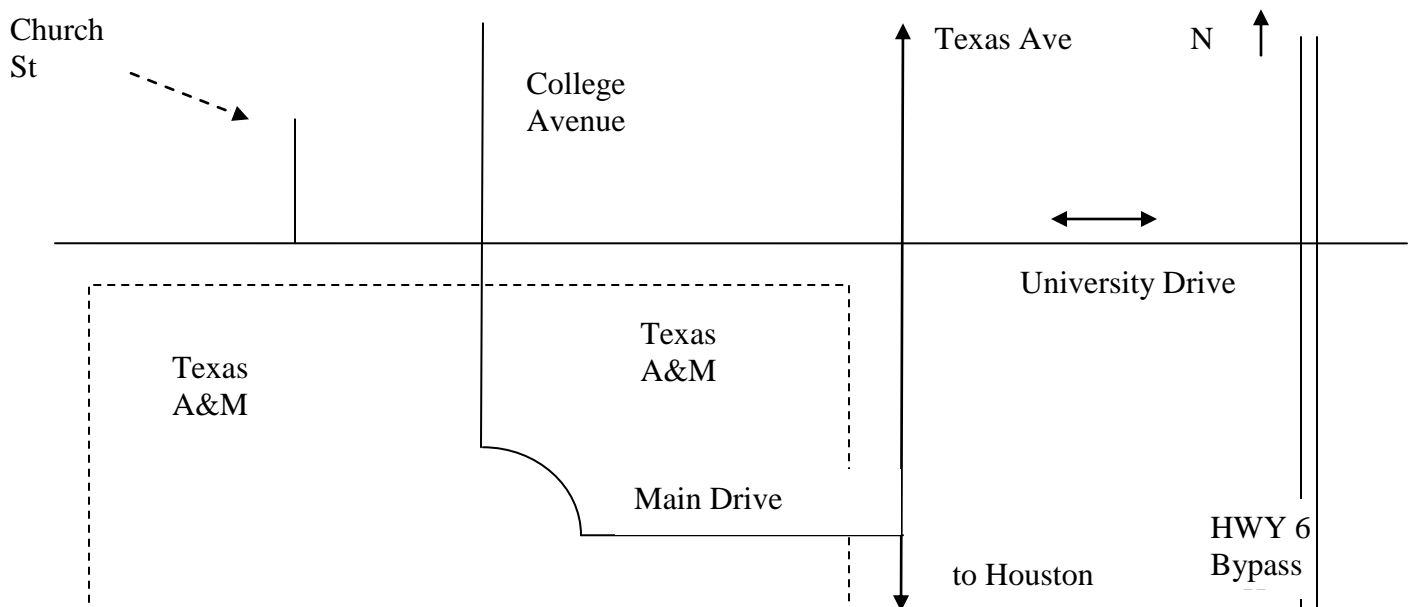 Church
St
College
Avenue
Texas Ave
N
University Drive
Texas
A&M
Texas
A&M
Main Drive
HWY 6
Bypass
to Houston